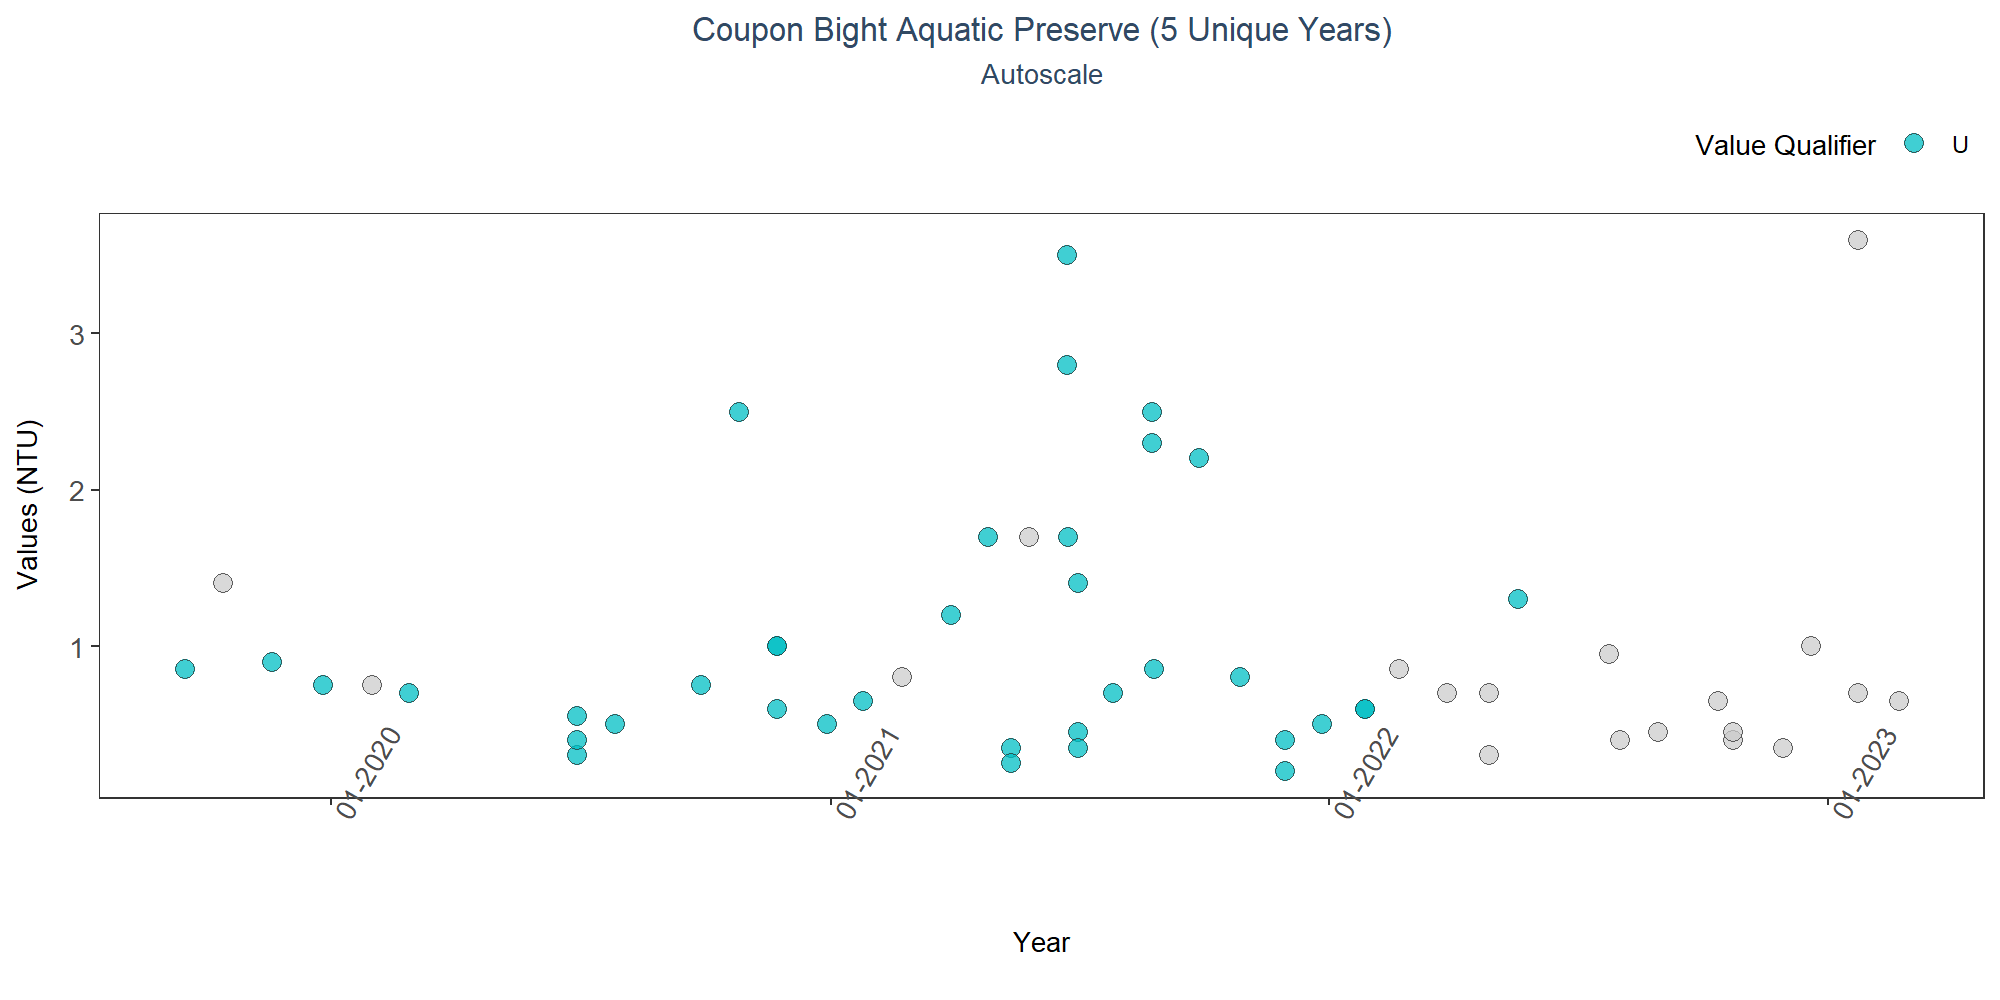 Coupon Bight Aquatic Preserve (5 Unique Years)
Autoscale
Value Qualifier U
Values (NTU)
3
2
1
01-2020
01-2021
01-2022
01-2023
Year